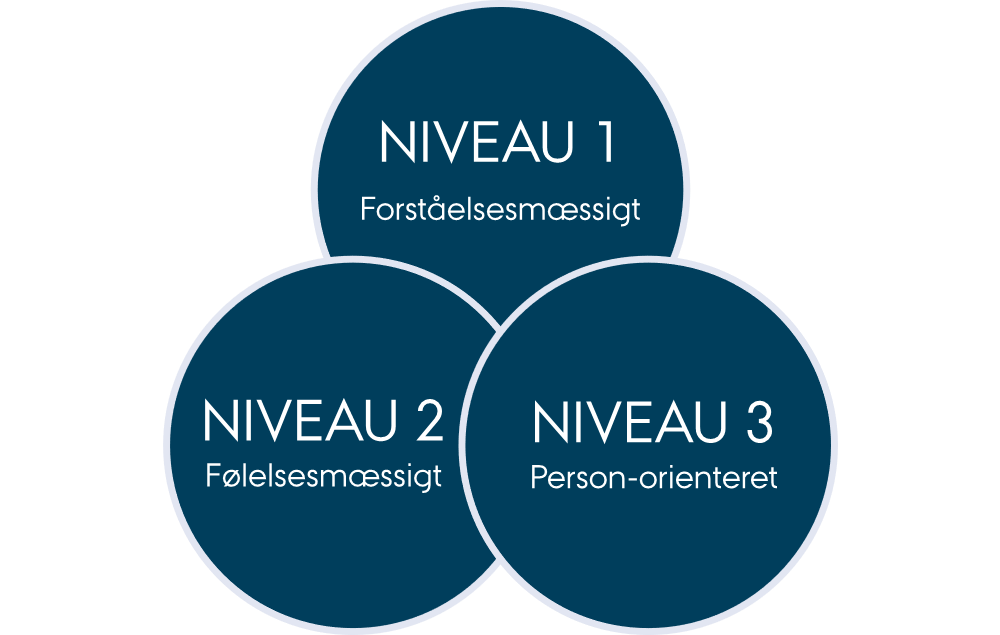 NIVEAU 1
Forståelsesmæssigt
NIVEAU 2
Følelsesmæssigt
NIVEAU 3
Person-orienteret